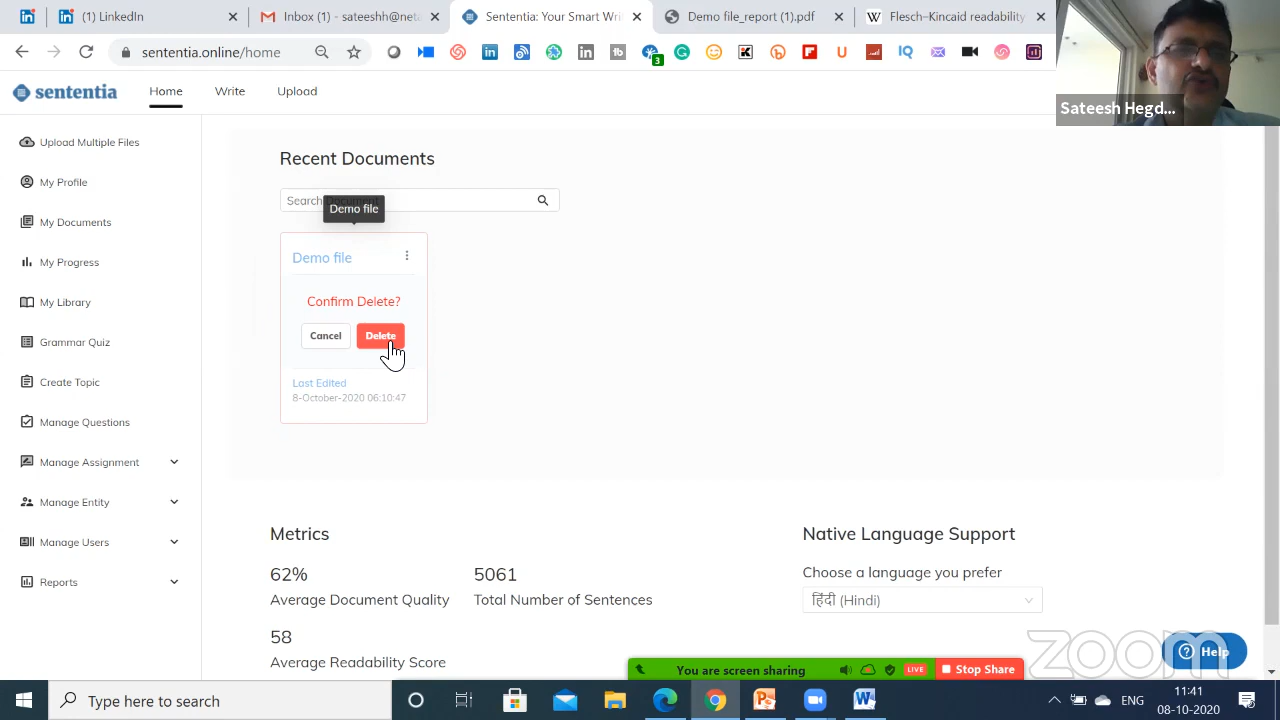 (1) LinkedIn
Inbox (1) - sateeshh@neta
Sententia: Your Smart Wri
Demo file_report (1).pdf
W
Flesch–Kincaid readability
sententia.online/home
3
sententia
Home
Write
Upload
Sateesh Hegd...
Upload Multiple Files
My Profile
My Documents
My Progress
My Library
Grammar Quiz
Create Topic
Manage Questions
Manage Assignment
Manage Entity
Manage Users
Reports
Recent Documents
Search Document
Demo file
Demo file
Confirm Delete?
Cancel
Delete
Last Edited
8-October-2020 06:10:47
Metrics
62%
Average Document Quality
5061
Total Number of Sentences
58
Average Readability Score
Native Language Support
Choose a language you prefer
हिंदी (Hindi)
zoom
Help
You are screen sharing
LIVE
Stop Share
Type here to search
ENG
11:41
08-10-2020